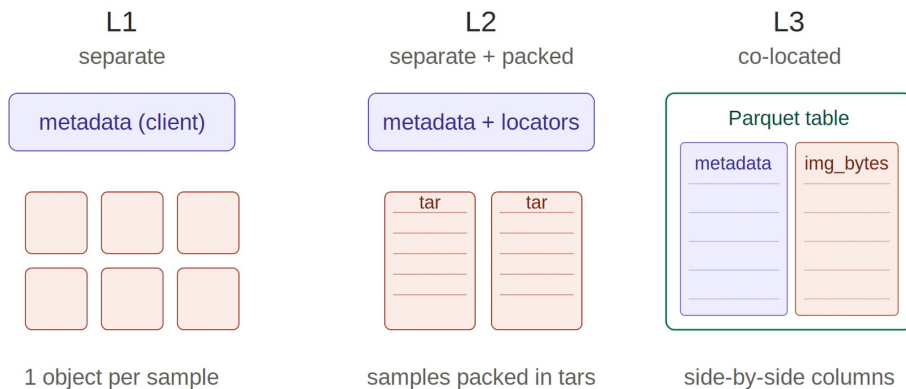 L1
separate
metadata (client)
1 object per sample
L2
separate + packed
metadata + locators
tar
tar
samples packed in tars
L3
co-located
Parquet table
metadata
img_bytes
side-by-side columns